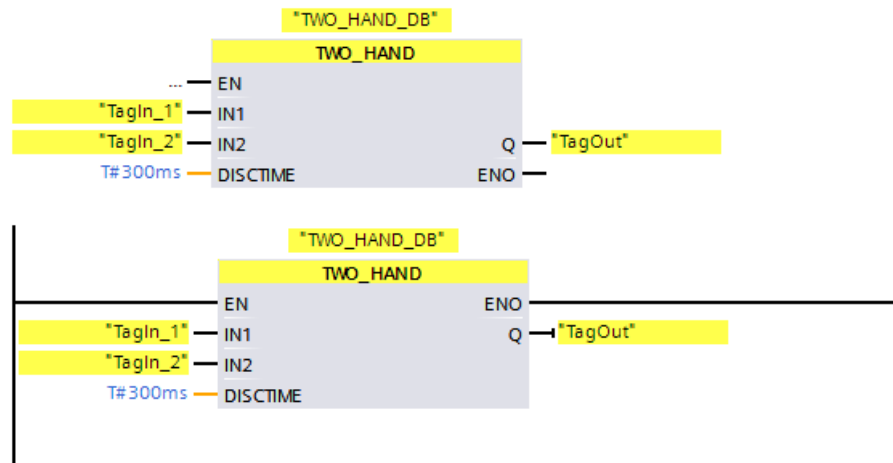 "TWO_HAND_DB"
TWO_HAND
... EN
"TagIn_1" IN1
"TagIn_2" IN2 Q "TagOut"
T#300ms DISCTIME ENO
"TWO_HAND_DB"
TWO_HAND
EN ENO
"TagIn_1" IN1 Q "TagOut"
"TagIn_2" IN2
T#300ms DISCTIME